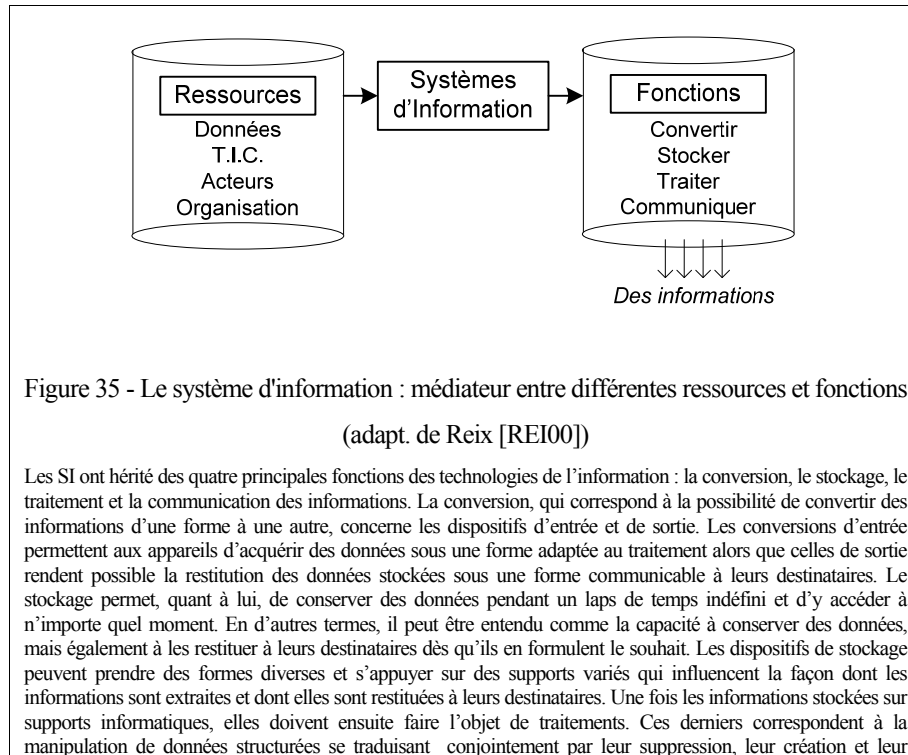 Ressources
Données
T.I.C.
Acteurs
Organisation
Systèmes
d'Information
Fonctions
Convertir
Stocker
Traiter
Communiquer
Des informations
Figure 35 - Le système d'information : médiateur entre différentes ressources et fonctions
(adapt. de Reix [REI00])
Les SI ont hérité des quatre principales fonctions des technologies de l'information : la conversion, le stockage, le
traitement et la communication des informations. La conversion, qui correspond à la possibilité de convertir des
informations d'une forme à une autre, concerne les dispositifs d'entrée et de sortie. Les conversions d'entrée
permettent aux appareils d'acquérir des données sous une forme adaptée au traitement alors que celles de sortie
rendent possible la restitution des données stockées sous une forme communicable à leurs destinataires. Le
stockage permet, quant à lui, de conserver des données pendant un laps de temps indéfini et d'y accéder à
n'importe quel moment. En d'autres termes, il peut être entendu comme la capacité à conserver des données,
mais également à les restituer à leurs destinataires dès qu'ils en formulent le souhait. Les dispositifs de stockage
peuvent prendre des formes diverses et s'appuyer sur des supports variés qui influencent la façon dont les
informations sont extraites et dont elles sont restituées à leurs destinataires. Une fois les informations stockées sur
supports informatiques, elles doivent ensuite faire l'objet de traitements. Ces derniers correspondent à la
manipulation de données structurées se traduisant conjointement par leur suppression, leur création et leur